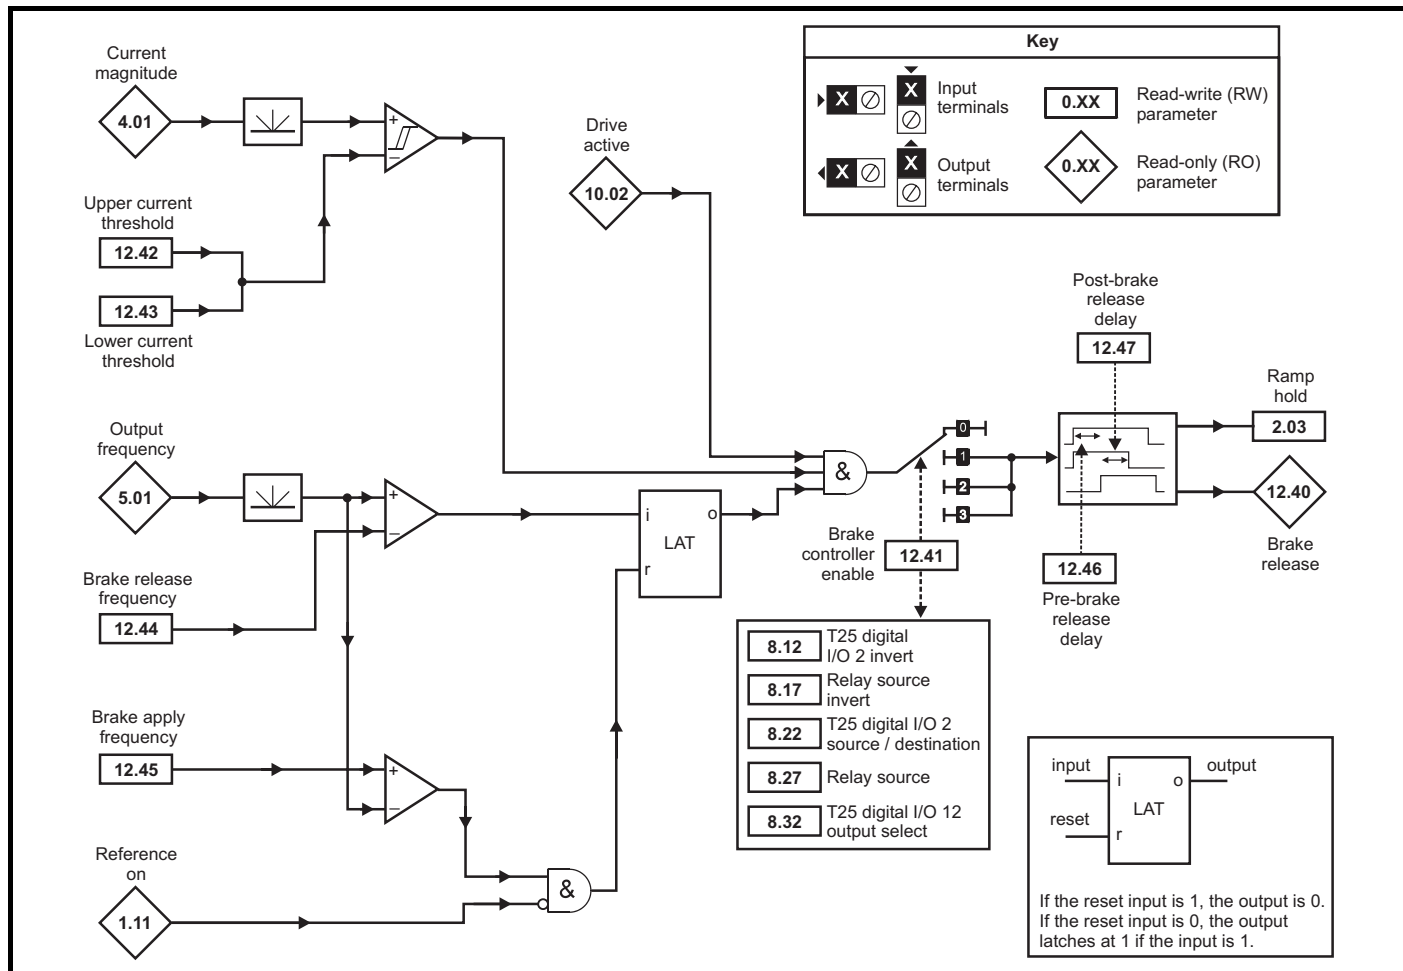 Current
magnitude
4.01
+
−
Upper current
threshold
12.42
12.43
Lower current
threshold
Drive
active
10.02
Key
X
X
Input
terminals
X
X
Output
terminals
0.XX
Read-write (RW)
parameter
0.XX
Read-only (RO)
parameter
Output
frequency
5.01
+
−
Brake release
frequency
12.44
Brake apply
frequency
12.45
+
−
Reference
on
1.11
&
i
o
LAT
r
&
0
1
2
3
Brake
controller
enable
12.41
Post-brake
release
delay
12.47
12.46
Pre-brake
release
delay
Ramp
hold
2.03
12.40
Brake
release
8.12
T25 digital
I/O 2 invert
8.17
Relay source
invert
8.22
T25 digital I/O 2
source / destination
8.27
Relay source
8.32
T25 digital I/O 12
output select
input
i
o
output
LAT
reset
r
If the reset input is 1, the output is 0.
If the reset input is 0, the output
latches at 1 if the input is 1.